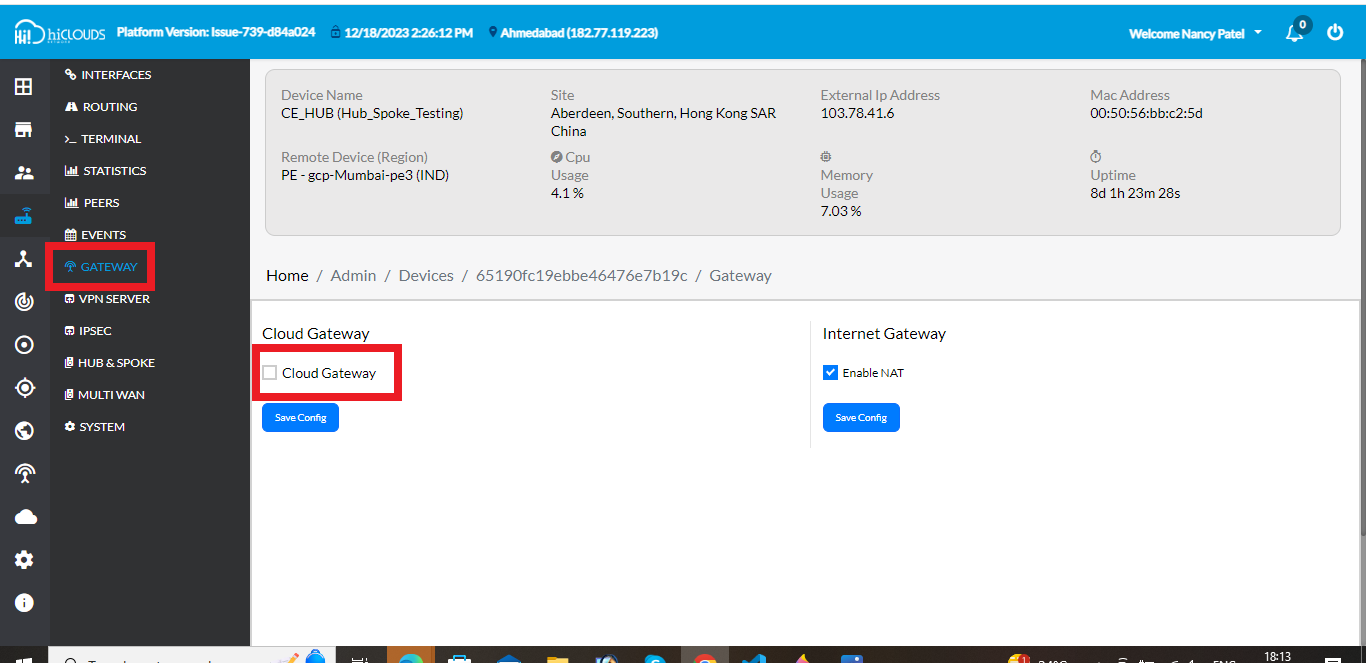 Hi! hiCLOUDS Platform Version: Issue-739-d84a024 12/18/2023 2:26:12 PM Ahmedabad (182.77.119.223) Welcome Nancy Patel 0
NETWORK
INTERFACES
ROUTING
TERMINAL
STATISTICS
PEERS
EVENTS
GATEWAY
VPN SERVER
IPSEC
HUB & SPOKE
MULTI WAN
SYSTEM
Device Name
CE_HUB (Hub_Spoke_Testing)
Site
Aberdeen, Southern, Hong Kong SAR
China
External Ip Address
103.78.41.6
Mac Address
00:50:56:bb:c2:5d
Remote Device (Region)
PE - gcp-Mumbai-pe3 (IND)
Cpu
Usage
4.1 %
Memory
Usage
7.03 %
Uptime
8d 1h 23m 28s
Home / Admin / Devices / 65190fc19ebbe46476e7b19c / Gateway
Cloud Gateway
Cloud Gateway
Save Config
Internet Gateway
Enable NAT
Save Config
18:13